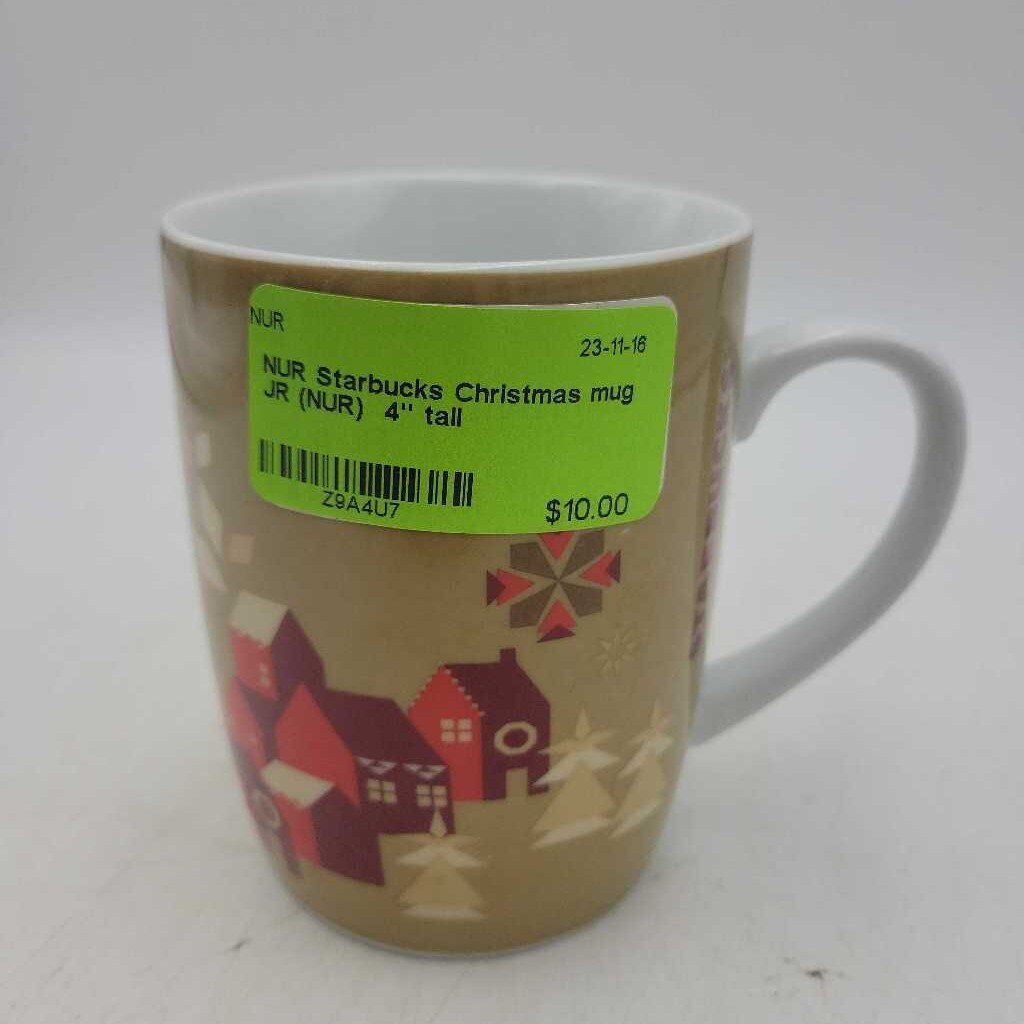 NUR
23-11-16
NUR Starbucks Christmas mug
JR (NUR) 4" tall
Z9A4U7
$10.00